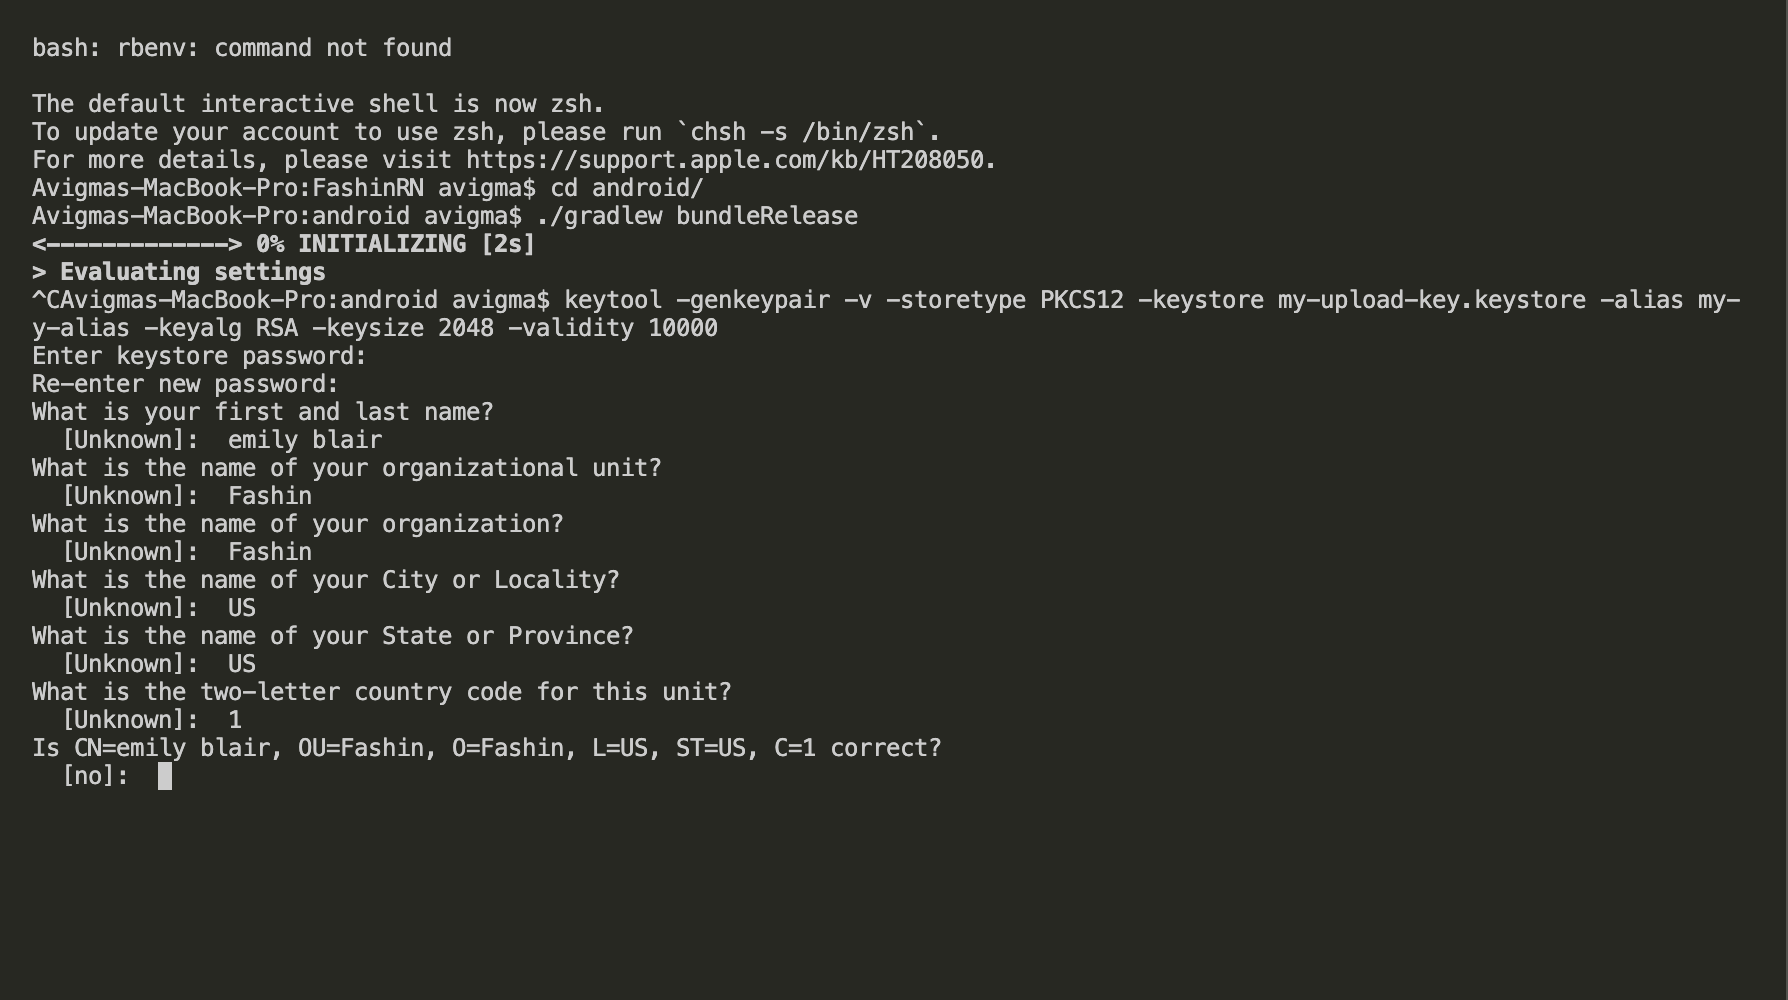 bash: rbenv: command not found
The default interactive shell is now zsh.
To update your account to use zsh, please run `chsh -s /bin/zsh`.
For more details, please visit https://support.apple.com/kb/HT208050.
Avigmas-MacBook-Pro:FashinRN avigma$ cd android/
Avigmas-MacBook-Pro:android avigma$ ./gradlew bundleRelease
<-------------> 0% INITIALIZING [2s]
> Evaluating settings
^CAvigmas-MacBook-Pro:android avigma$ keytool -genkeypair -v -storetype PKCS12 -keystore my-upload-key.keystore -alias my-
y-alias -keyalg RSA -keysize 2048 -validity 10000
Enter keystore password:
Re-enter new password:
What is your first and last name?
[Unknown]: emily blair
What is the name of your organizational unit?
[Unknown]: Fashin
What is the name of your organization?
[Unknown]: Fashin
What is the name of your City or Locality?
[Unknown]: US
What is the name of your State or Province?
[Unknown]: US
What is the two-letter country code for this unit?
[Unknown]: 1
Is CN=emily blair, OU=Fashin, O=Fashin, L=US, ST=US, C=1 correct?
[no]: